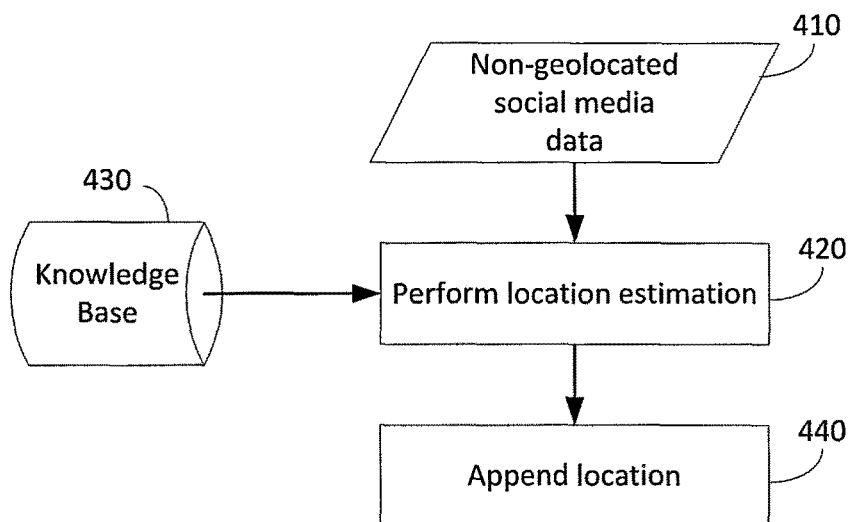 410
Non-geolocated
social media
data
430
Knowledge
Base
420
Perform location estimation
440
Append location